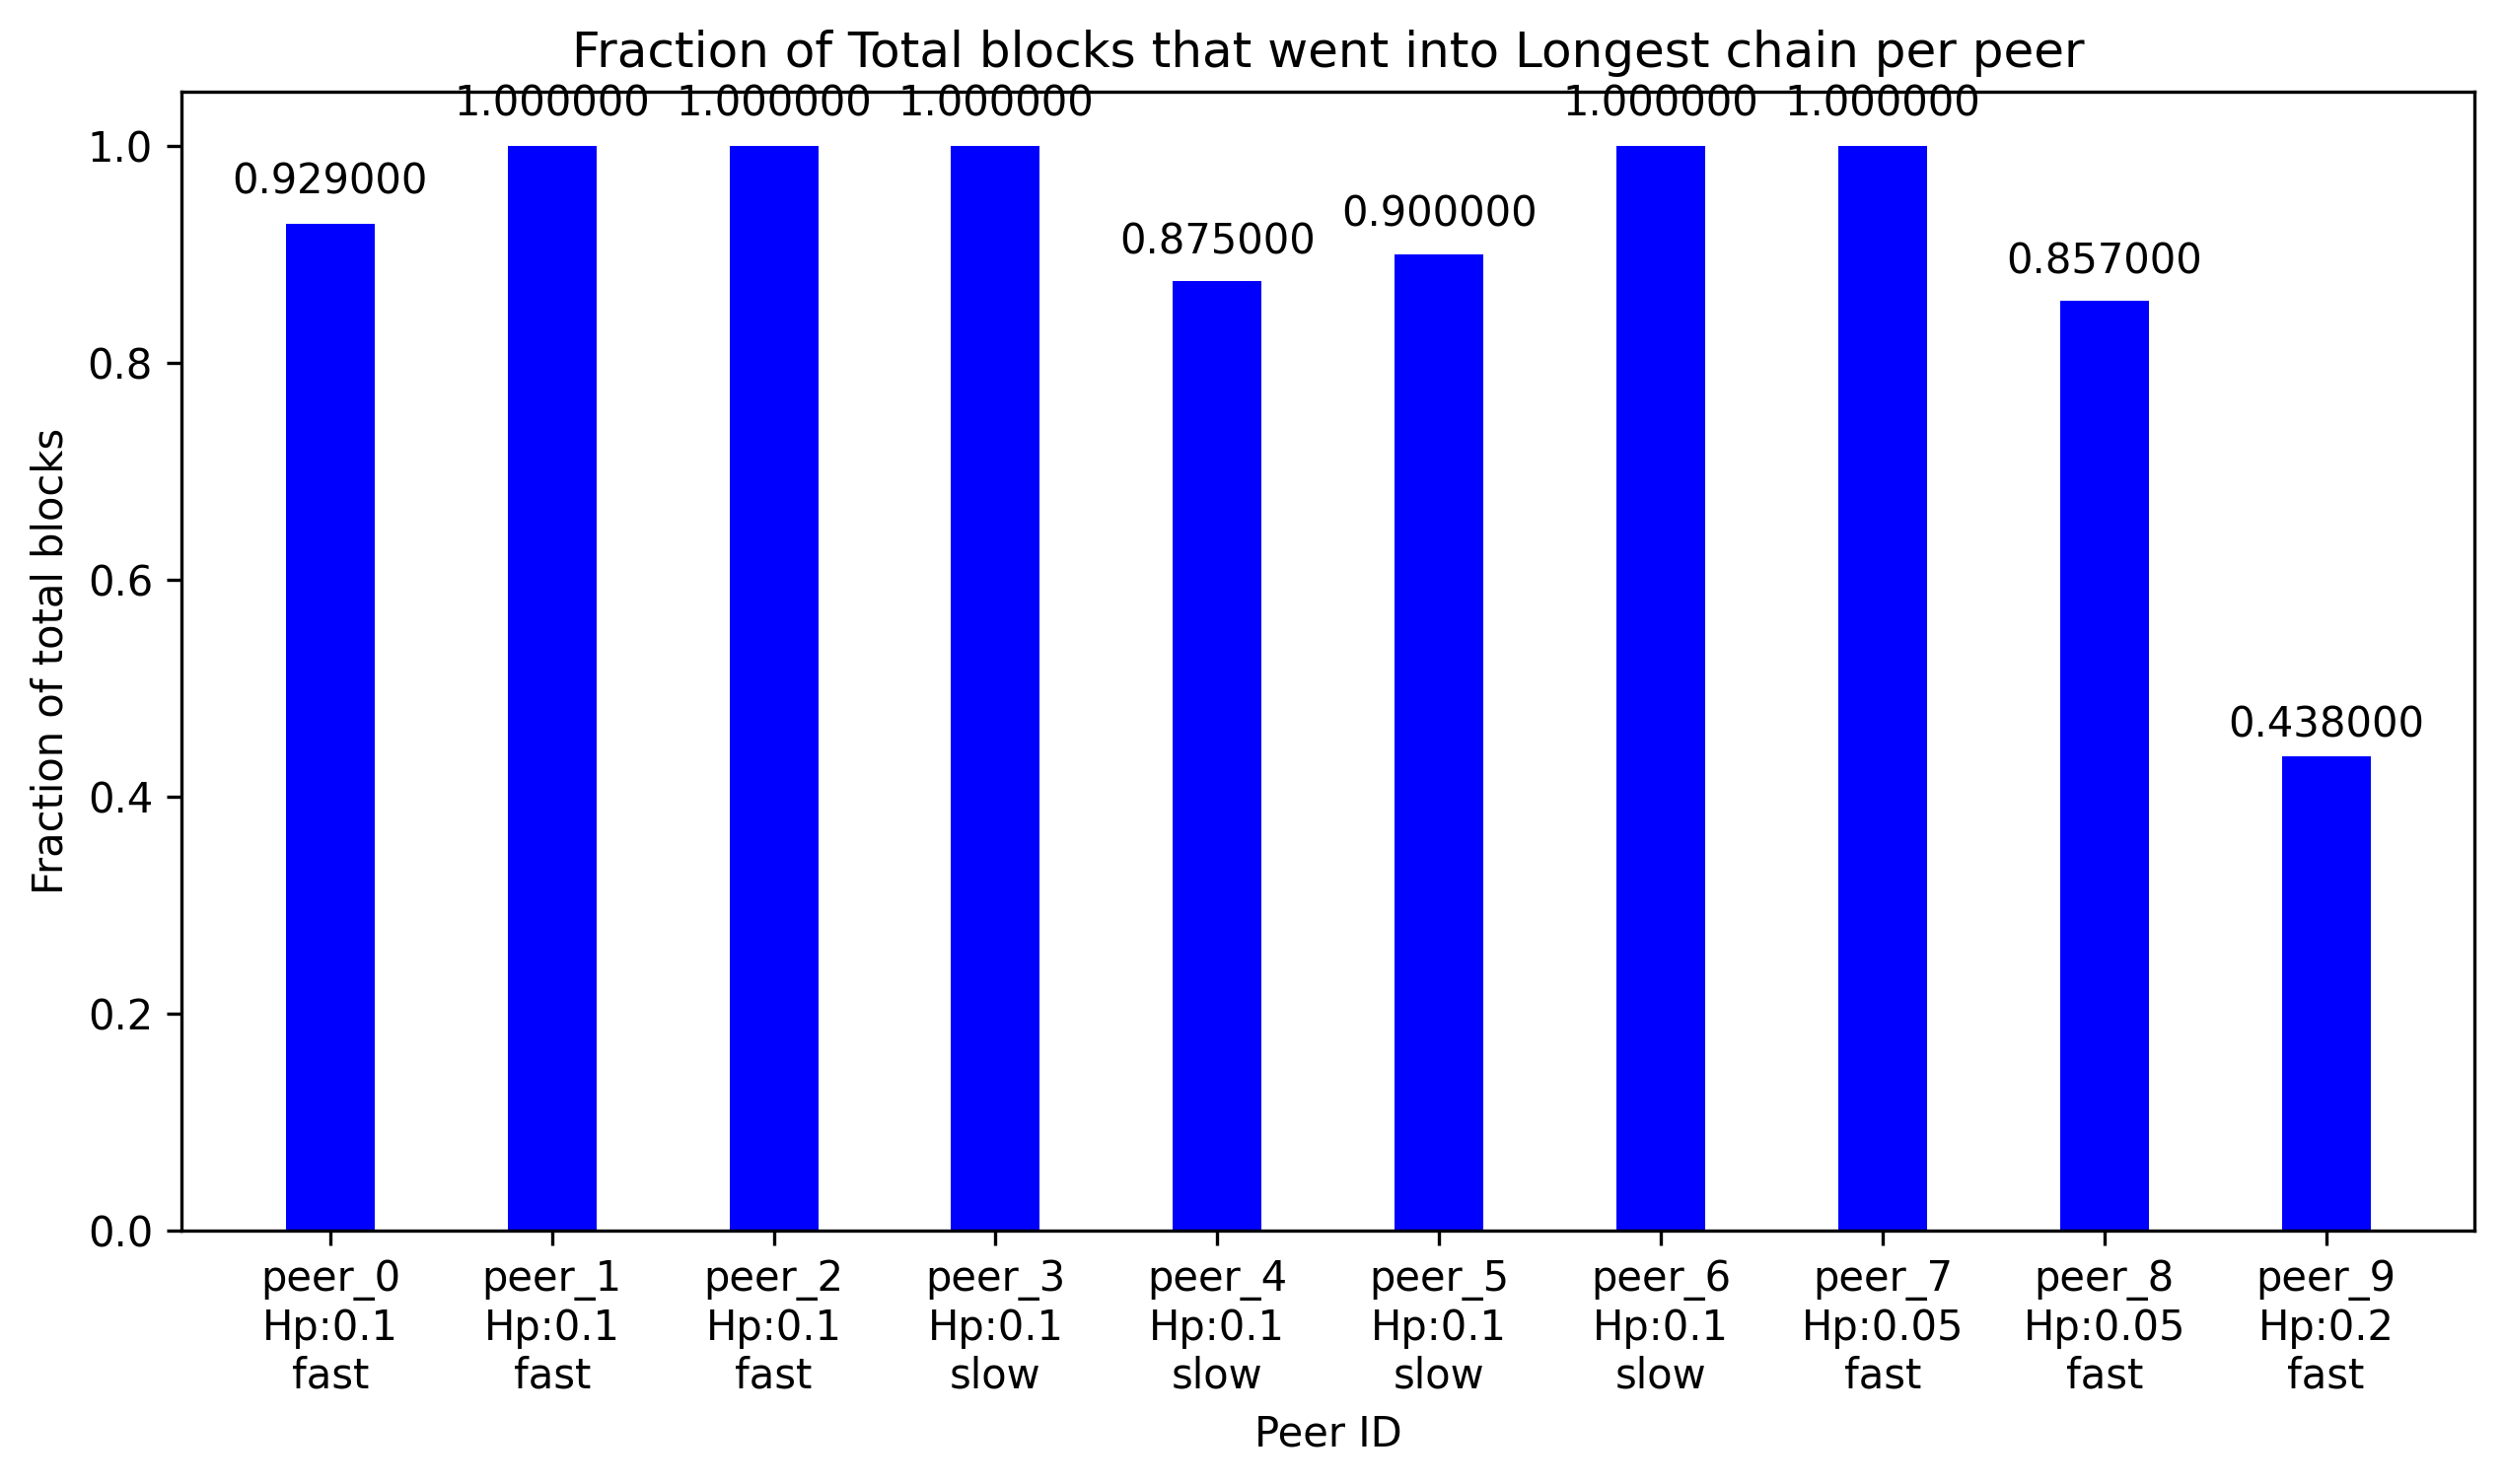 Fraction of Total blocks that went into Longest chain per peer
1.000000 1.000000 1.000000 1.000000 1.000000
0.929000
0.900000
0.875000
0.857000
0.438000
Fraction of total blocks
1.0
0.8
0.6
0.4
0.2
0.0
peer_0 peer_1 peer_2 peer_3 peer_4 peer_5 peer_6 peer_7 peer_8 peer_9
Hp:0.1 Hp:0.1 Hp:0.1 Hp:0.1 Hp:0.1 Hp:0.1 Hp:0.1 Hp:0.05 Hp:0.05 Hp:0.2
fast fast fast slow slow slow slow fast fast fast
Peer ID